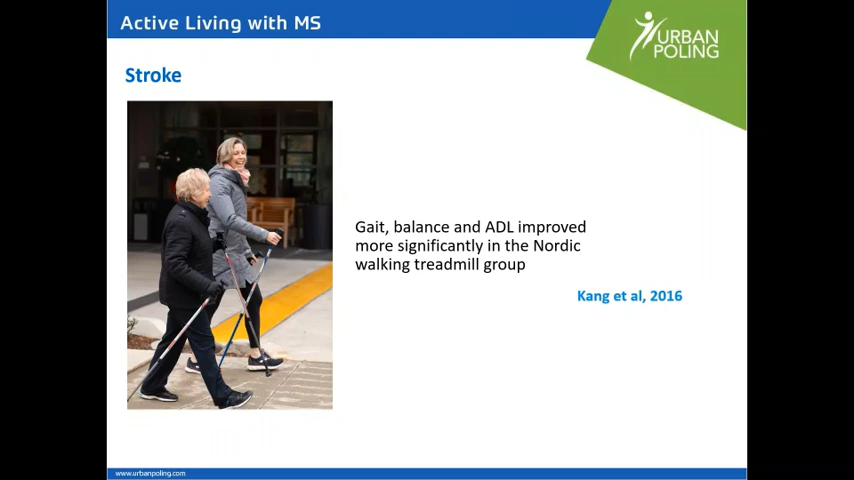 Active Living with MS
URBAN
POLING
Stroke
Gait, balance and ADL improved
more significantly in the Nordic
walking treadmill group
Kang et al, 2016
www.urbanpoling.com